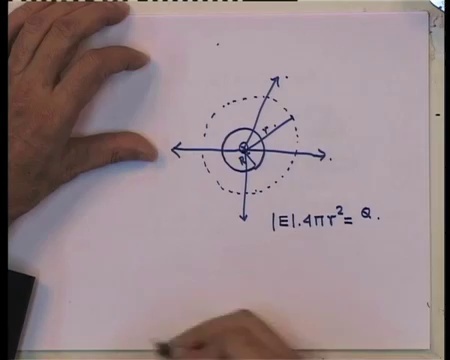 r
R
|E|.4πr² = Q.